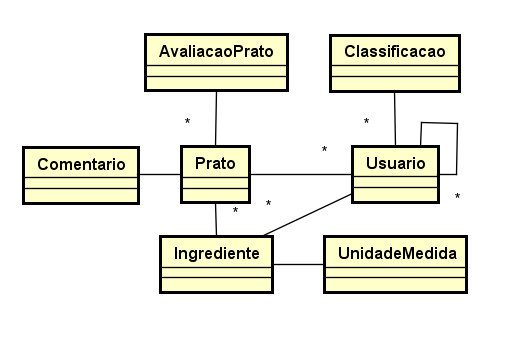 AvaliacaoPrato
Classificacao
*
*
*
Comentario
Prato
Usuario
*
*
*
Ingrediente
UnidadeMedida